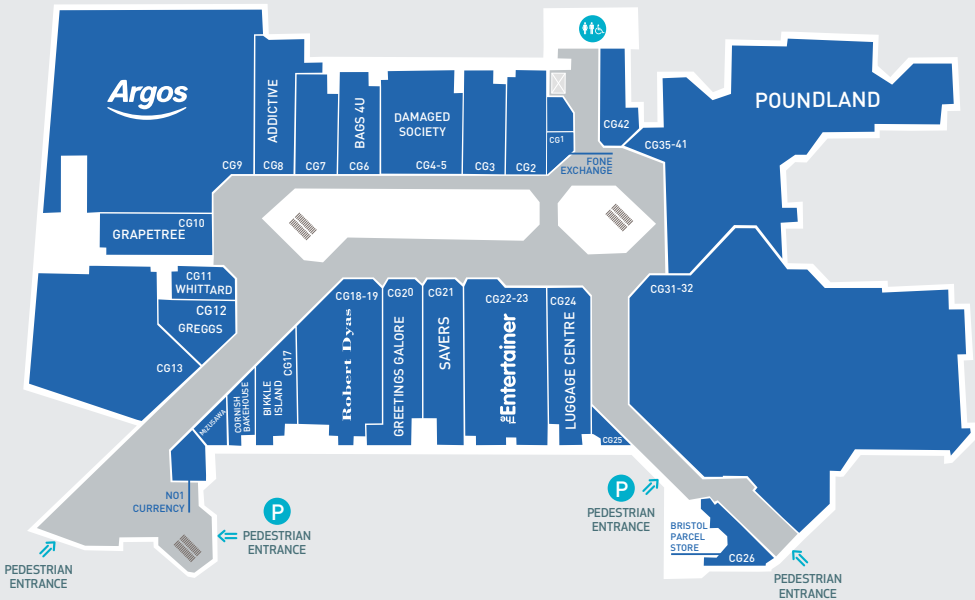 Argos
CG9
ADDICTIVE
CG8
CG7
BAGS 4U
CG6
DAMAGED
SOCIETY
CG4-5
CG3
CG2
CG1
FONE
EXCHANGE
CG42
CG35-41
POUNDLAND
CG10
GRAPETREE
CG11
WHITTARD
CG12
GREGGS
CG13
CG31-32
CG18-19
Robert Dyas
CG20
GREETINGS GALORE
CG21
SAVERS
CG22-23
THE Entertainer
CG24
LUGGAGE CENTRE
CG25
CG17
BIKKLE
ISLAND
CORNISH
BAKEHOUSE
MIZUSAWA
NO1
CURRENCY
P
PEDESTRIAN
ENTRANCE
PEDESTRIAN
ENTRANCE
P
PEDESTRIAN
ENTRANCE
BRISTOL
PARCEL
STORE
CG26
PEDESTRIAN
ENTRANCE